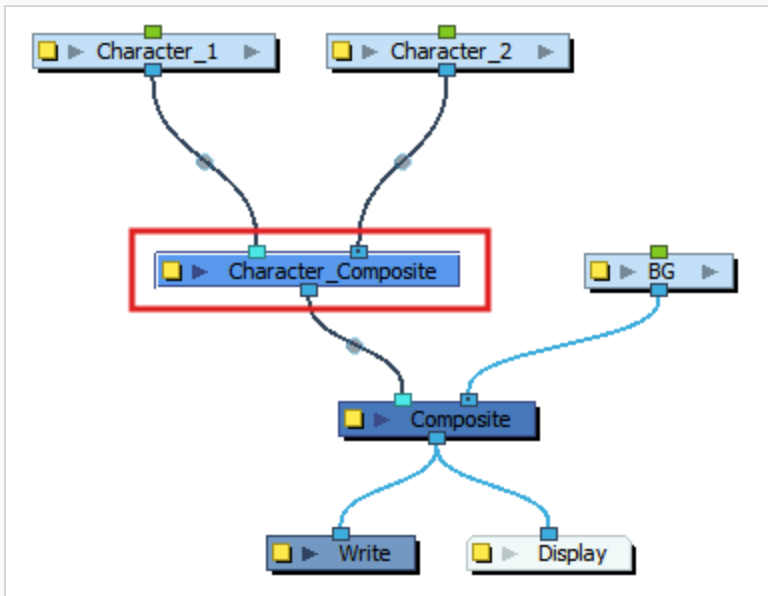 Character_1
Character_2
Character_Composite
BG
Composite
Write
Display